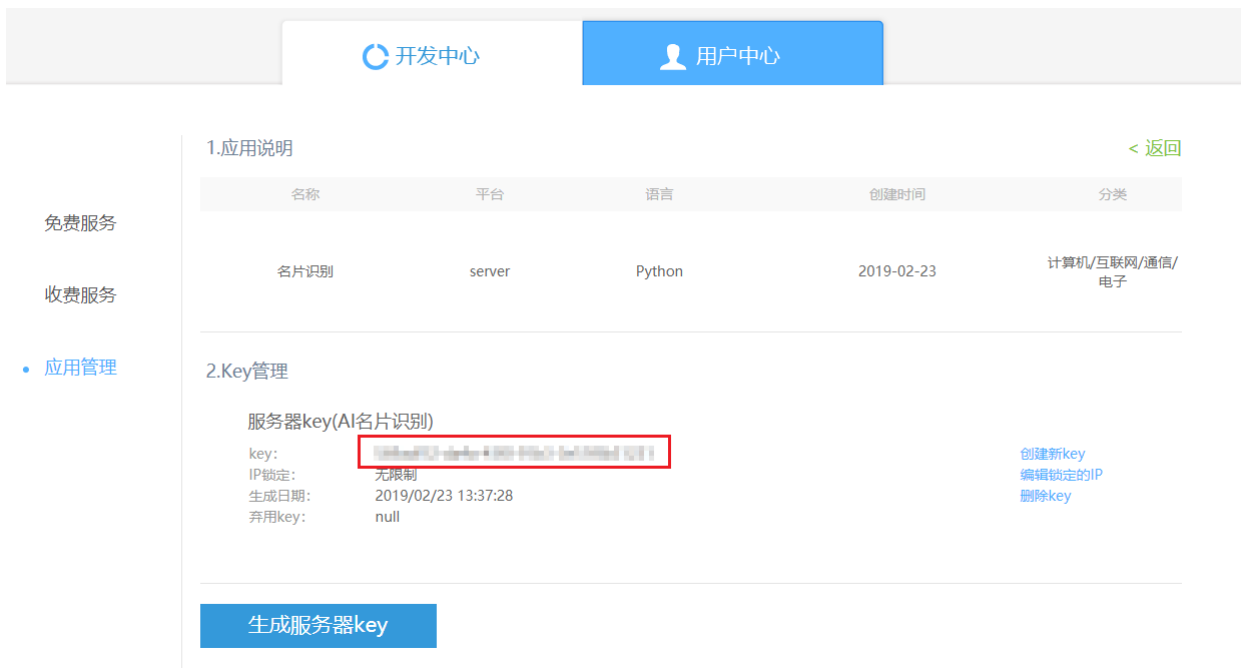 开发中心
用户中心
1.应用说明
< 返回
名称 平台 语言 创建时间 分类
免费服务
名片识别 server Python 2019-02-23 计算机/互联网/通信/
电子
收费服务
应用管理
2.Key管理
服务器key(AI名片识别)
key:
创建新key
IP锁定: 无限制
编辑锁定的IP
生成日期: 2019/02/23 13:37:28
删除key
弃用key: null
生成服务器key